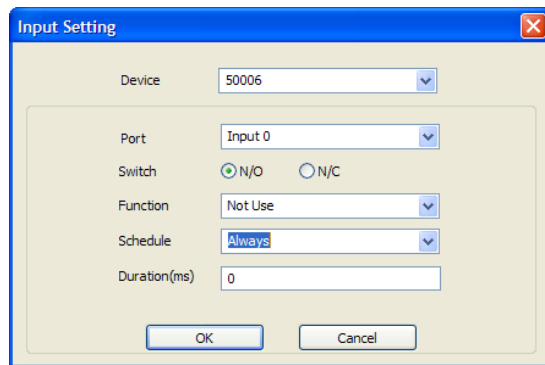 Input Setting
Device 50006
Port Input 0
Switch N/O N/C
Function Not Use
Schedule Always
Duration(ms) 0
OK Cancel